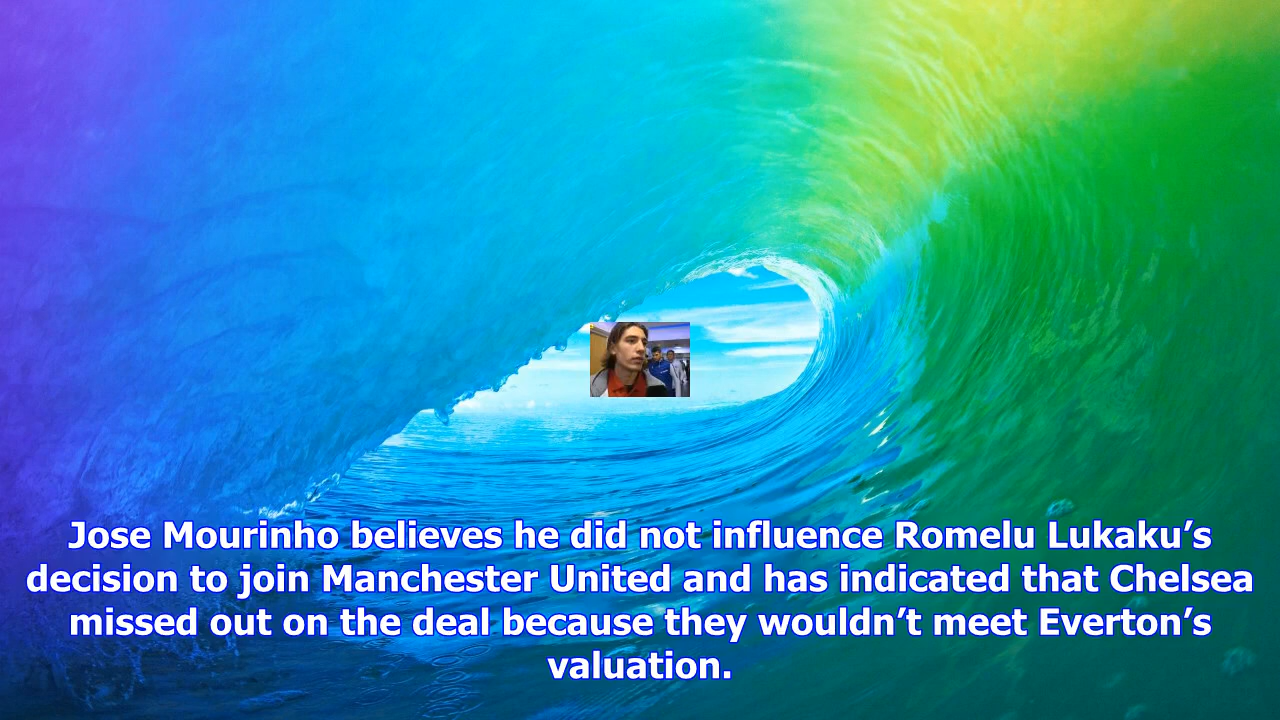 Jose Mourinho believes he did not influence Romelu Lukaku’s
decision to join Manchester United and has indicated that Chelsea
missed out on the deal because they wouldn’t meet Everton’s
valuation.